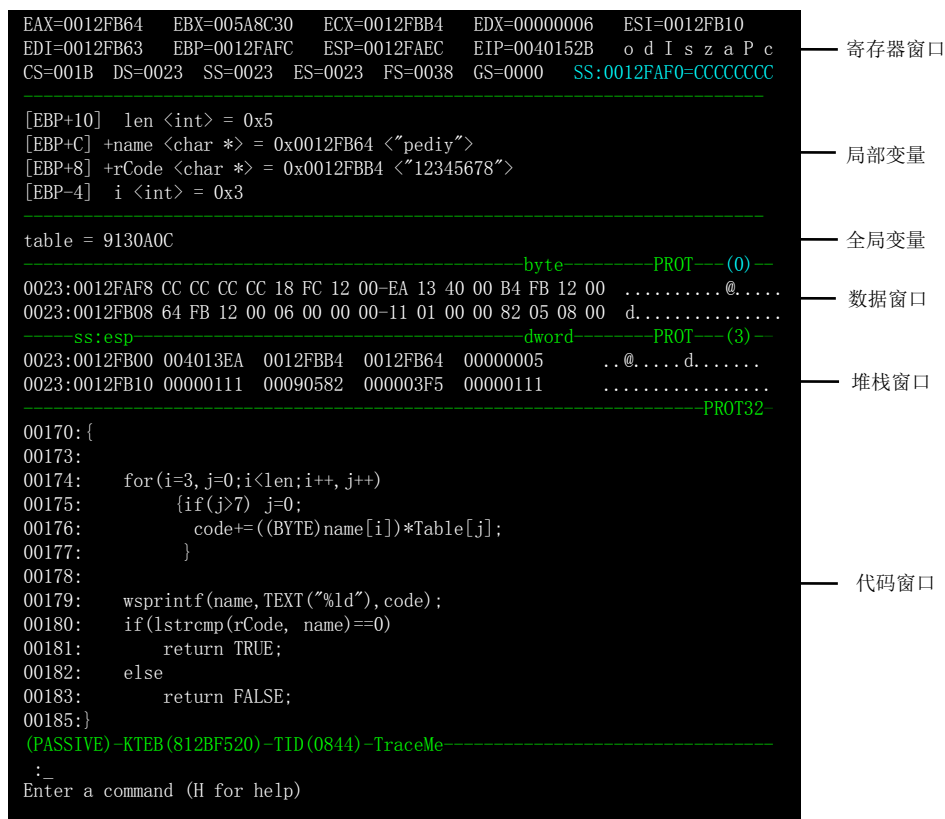 EAX=0012FB64 EBX=005A8C30 ECX=0012FBB4 EDX=00000006 ESI=0012FB10
EDI=0012FB63 EBP=0012FAFC ESP=0012FAEC EIP=0040152B o d I s z a P c
寄存器窗口
CS=001B DS=0023 SS=0023 ES=0023 FS=0038 GS=0000 SS:0012FAF0=CCCCCCCC
[EBP+10] len <int> = 0x5
[EBP+C] +name <char *> = 0x0012FB64 <"pediy">
局部变量
[EBP+8] +rCode <char *> = 0x0012FBB4 <"12345678">
[EBP-4] i <int> = 0x3
table = 9130A0C
全局变量
byte PROT---(0)--
0023:0012FAF8 CC CC CC CC 18 FC 12 00-EA 13 40 00 B4 FB 12 00 ..........@.....
数据窗口
0023:0012FB08 64 FB 12 00 06 00 00 00-11 01 00 00 82 05 08 00 d...............
-----ss:esp dword PROT---(3)--
0023:0012FB00 004013EA 0012FBB4 0012FB64 00000005 ..@.....d.......
堆栈窗口
0023:0012FB10 00000111 00090582 000003F5 00000111 .................
PROT32-
00170:{
00173:
00174: for(i=3,j=0;i<len;i++,j++)
00175: {if(j>7) j=0;
00176: code+=((BYTE)name[i])*Table[j];
00177: }
00178:
代码窗口
00179: wsprintf(name,TEXT("%ld"),code);
00180: if(lstrcmp(rCode, name)==0)
00181: return TRUE;
00182: else
00183: return FALSE;
00185:}
(PASSIVE)-KTEB(812BF520)-TID(0844)-TraceMe
:_
Enter a command (H for help)